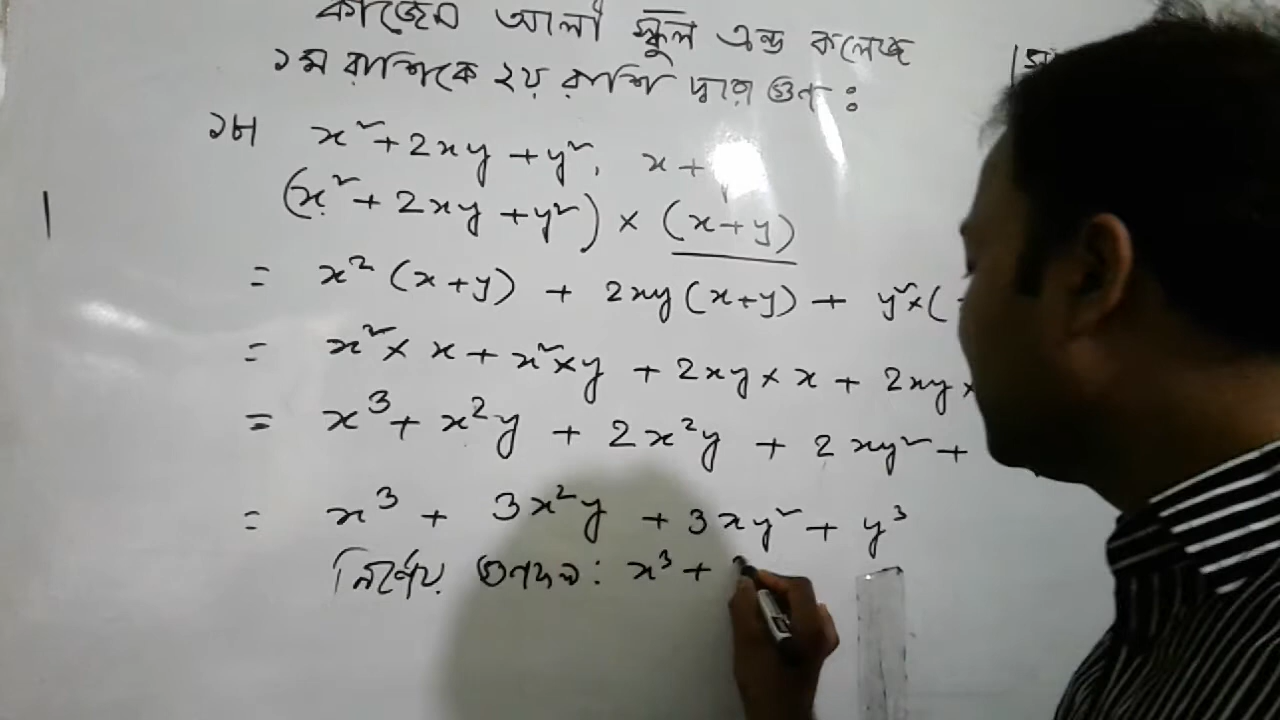 কাজেম আলী স্কুল এন্ড কলেজ
১ম রাশিকে ২য় রাশি দ্বারা গুণ :
১৮। x² + 2xy + y², x +
(x² + 2xy + y²) × (x+y)
= x² (x+y) + 2xy (x+y) + y² × (
= x² × x + x² × y + 2xy × x + 2xy ×
= x³ + x²y + 2x²y + 2xy² +
= x³ + 3x²y + 3xy² + y³
নির্ণেয় গুণফল : x³ +